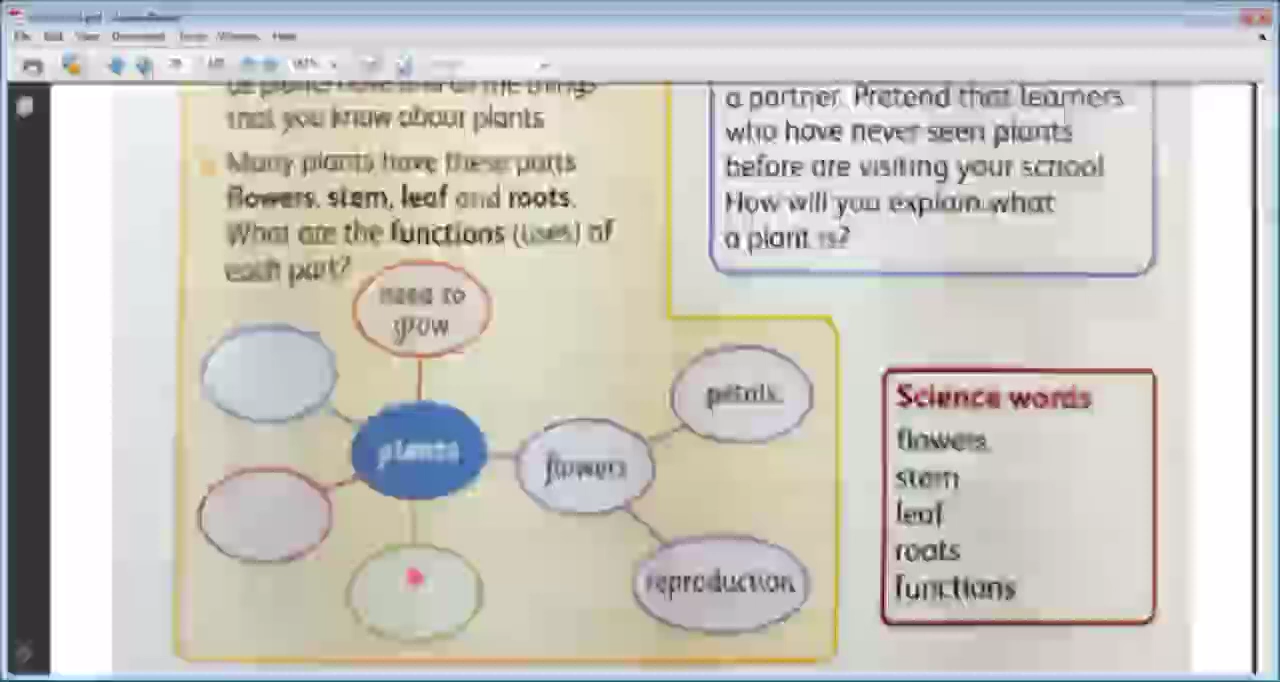 that you know about plants
Many plants have these parts
flowers, stem, leaf and roots.
What are the functions (uses) of
each part?
need to
grow
plants
flowers
petals
reproduction
a partner. Pretend that learners
who have never seen plants
before are visiting your school
How will you explain what
a plant is?
Science words
flowers
stem
leaf
roots
functions